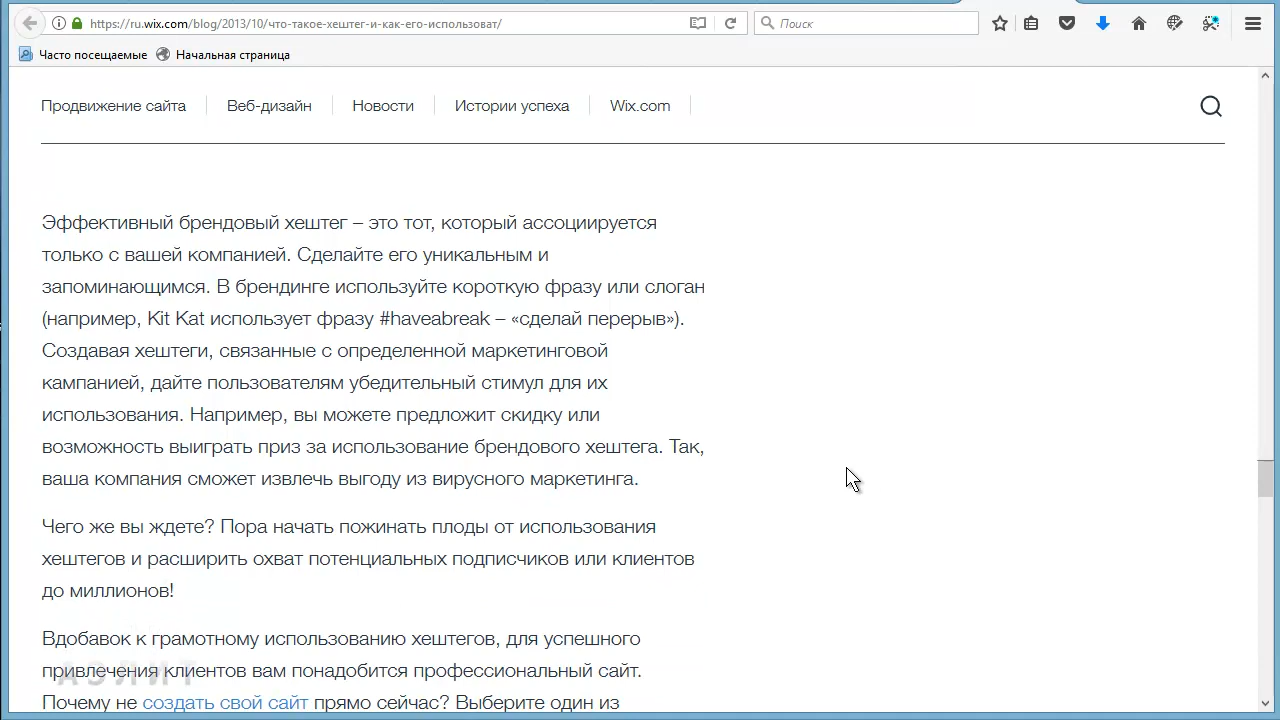 https://ru.wix.com/blog/2013/10/что-такое-хештег-и-как-его-использоват/
Поиск
Часто посещаемые Начальная страница
Продвижение сайта Веб-дизайн Новости Истории успеха Wix.com
Эффективный брендовый хештег – это тот, который ассоциируется
только с вашей компанией. Сделайте его уникальным и
запоминающимся. В брендинге используйте короткую фразу или слоган
(например, Kit Kat использует фразу #haveabreak – «сделай перерыв»).
Создавая хештеги, связанные с определенной маркетинговой
кампанией, дайте пользователям убедительный стимул для их
использования. Например, вы можете предложит скидку или
возможность выиграть приз за использование брендового хештега. Так,
ваша компания сможет извлечь выгоду из вирусного маркетинга.
Чего же вы ждете? Пора начать пожинать плоды от использования
хештегов и расширить охват потенциальных подписчиков или клиентов
до миллионов!
Вдобавок к грамотному использованию хештегов, для успешного
привлечения клиентов вам понадобится профессиональный сайт.
АЭЛИТ
Почему не создать свой сайт прямо сейчас? Выберите один из